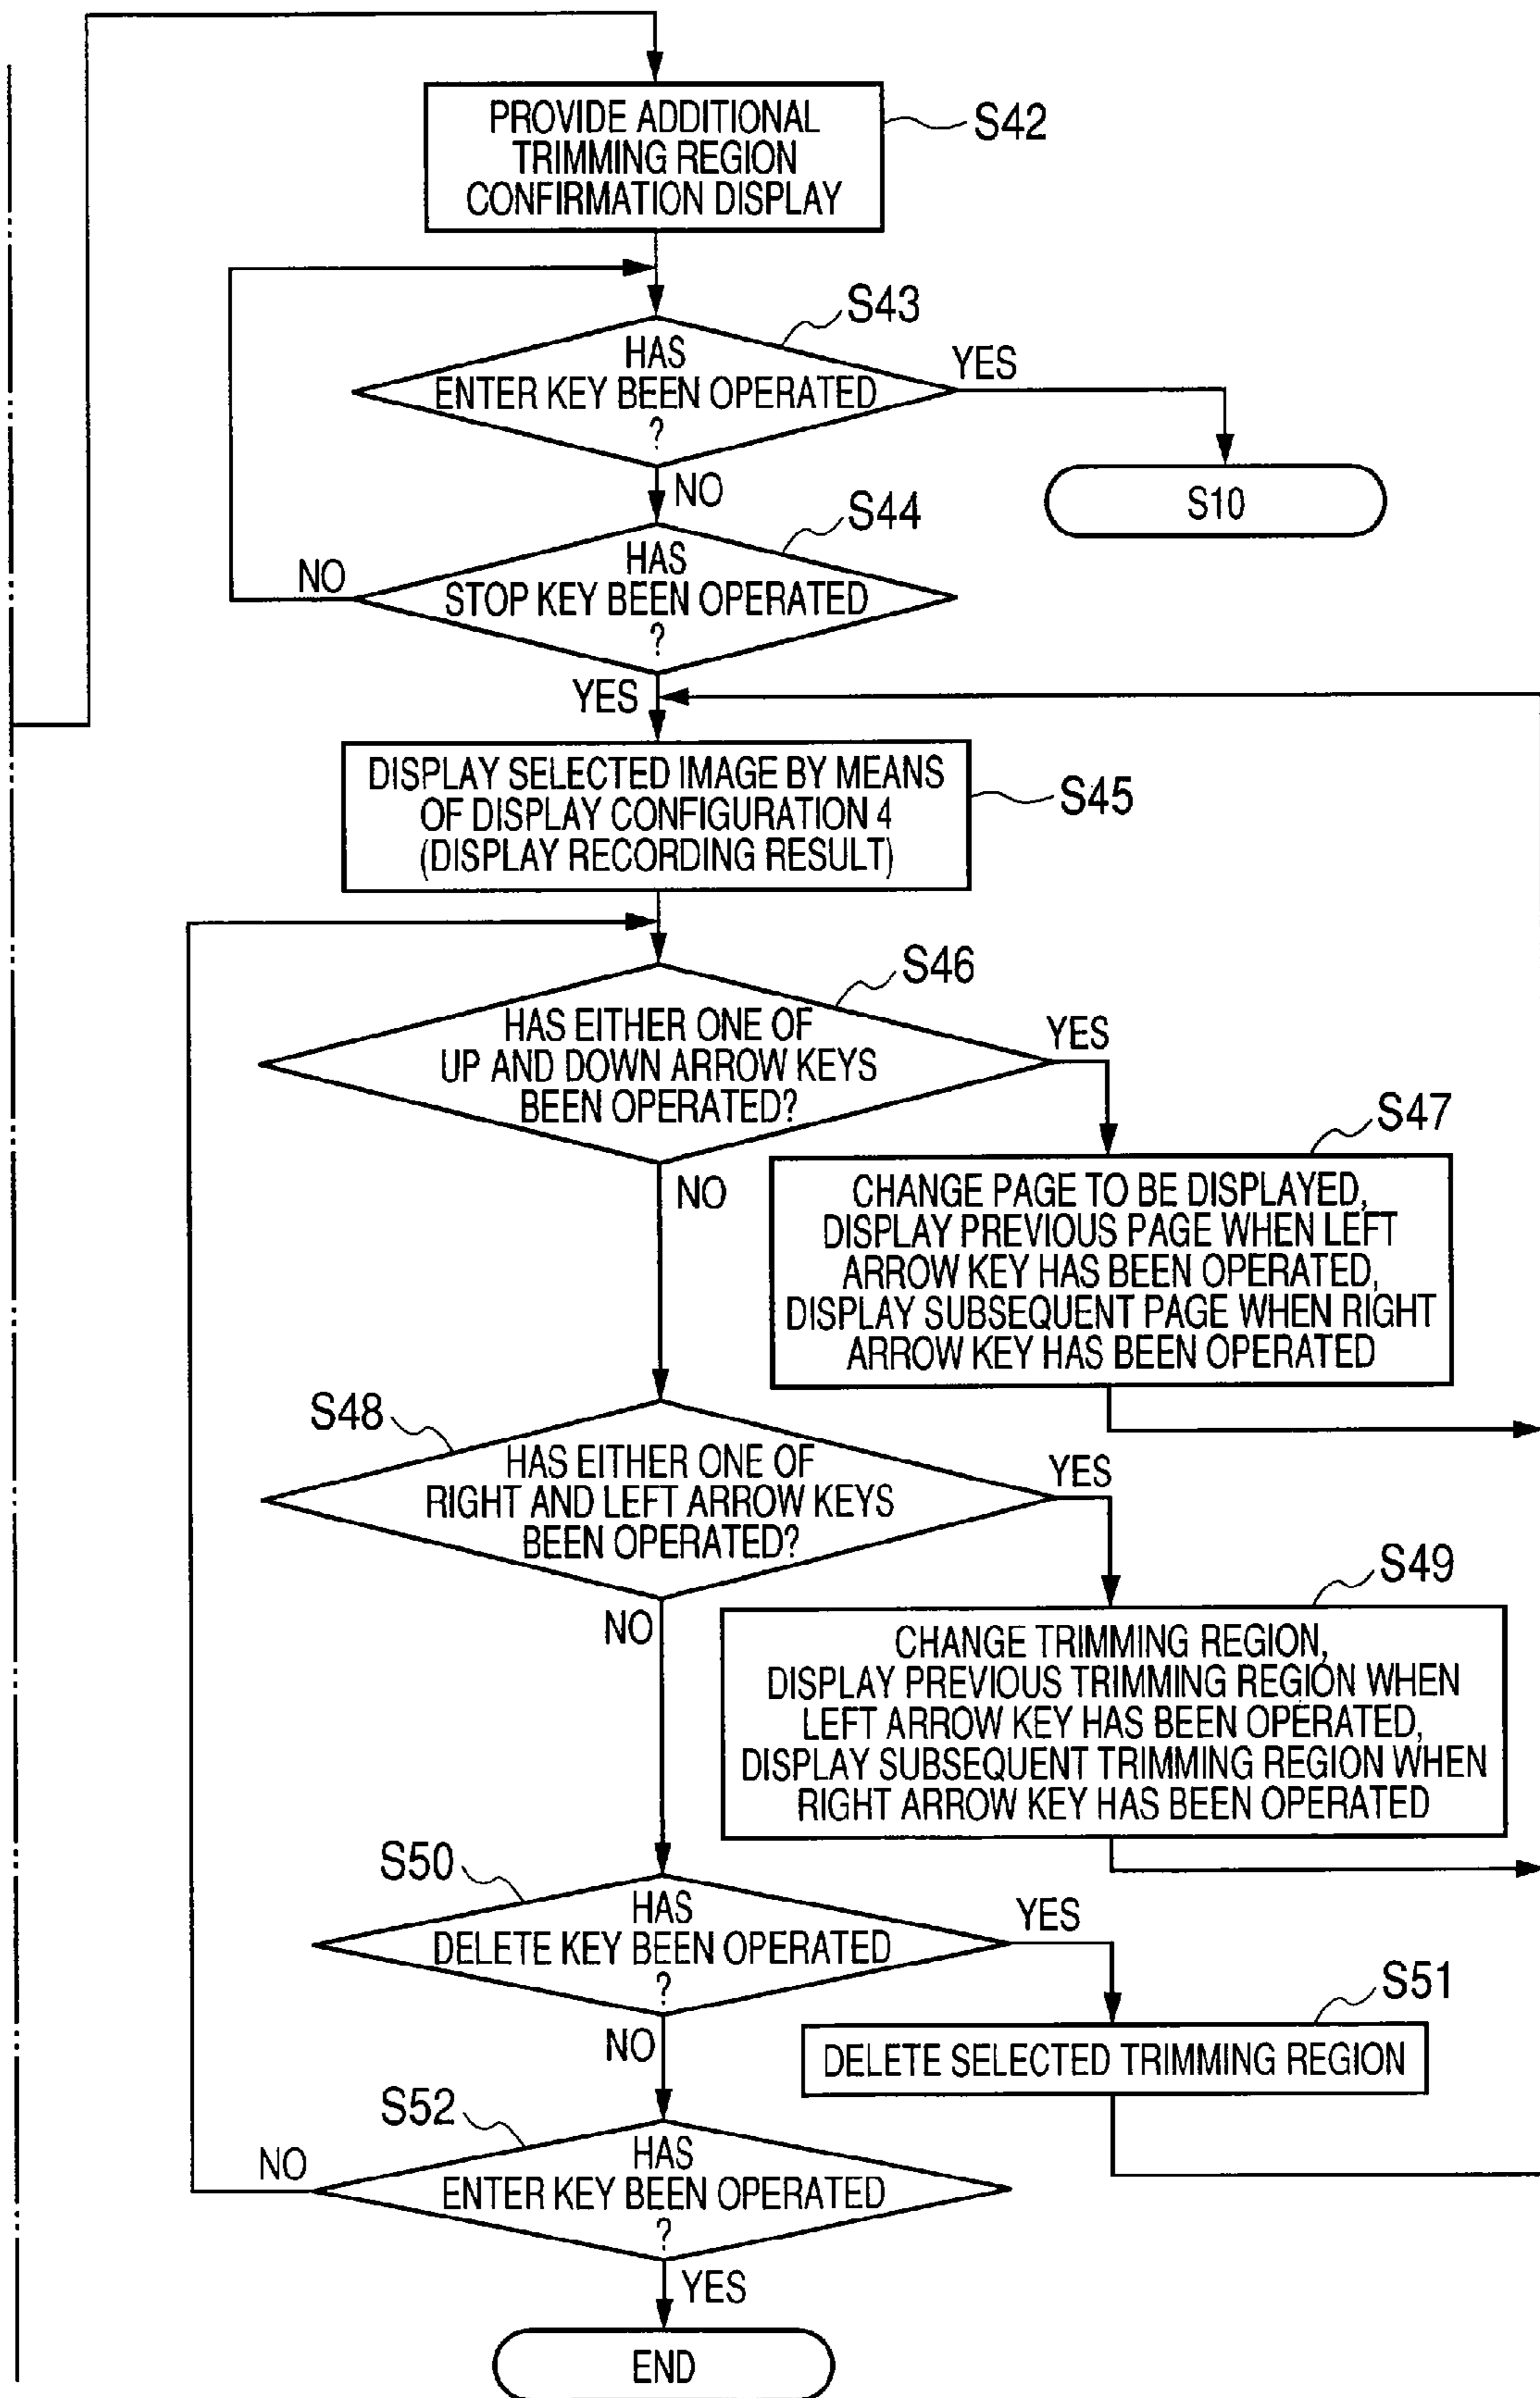 PROVIDE ADDITIONAL
TRIMMING REGION
CONFIRMATION DISPLAY
S42
S43
HAS
ENTER KEY BEEN OPERATED
?
YES
S10
NO
S44
HAS
STOP KEY BEEN OPERATED
?
NO
YES
DISPLAY SELECTED IMAGE BY MEANS
OF DISPLAY CONFIGURATION 4
(DISPLAY RECORDING RESULT)
S45
S46
HAS EITHER ONE OF
UP AND DOWN ARROW KEYS
BEEN OPERATED?
YES
NO
S47
CHANGE PAGE TO BE DISPLAYED,
DISPLAY PREVIOUS PAGE WHEN LEFT
ARROW KEY HAS BEEN OPERATED,
DISPLAY SUBSEQUENT PAGE WHEN RIGHT
ARROW KEY HAS BEEN OPERATED
S48
HAS EITHER ONE OF
RIGHT AND LEFT ARROW KEYS
BEEN OPERATED?
YES
NO
S49
CHANGE TRIMMING REGION,
DISPLAY PREVIOUS TRIMMING REGION WHEN
LEFT ARROW KEY HAS BEEN OPERATED,
DISPLAY SUBSEQUENT TRIMMING REGION WHEN
RIGHT ARROW KEY HAS BEEN OPERATED
S50
HAS
DELETE KEY BEEN OPERATED
?
YES
NO
S51
DELETE SELECTED TRIMMING REGION
S52
HAS
ENTER KEY BEEN OPERATED
?
NO
YES
END